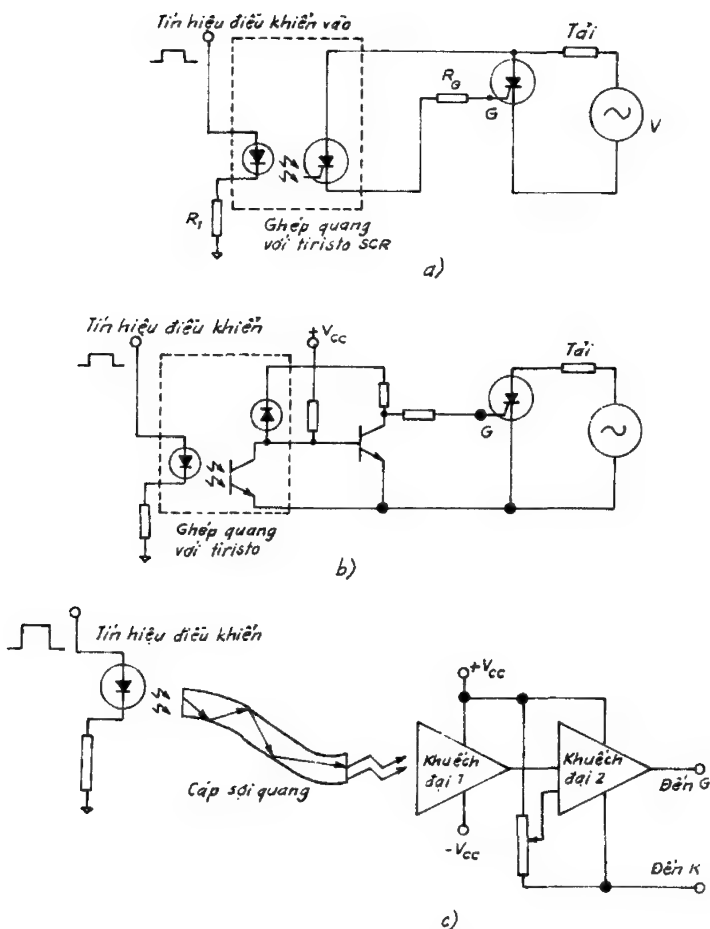 Tín hiệu điều khiển vào
Tải
R_G
G
V
R_1
Ghép quang
với tiristo SCR
a)
Tín hiệu điều khiển
+V_CC
Tải
G
Ghép quang
với tiristo
b)
Tín hiệu điều khiển
+V_CC
Khuếch
đại 1
Khuếch
đại 2
Đến G
Cáp sợi quang
-V_CC
Đến K
c)